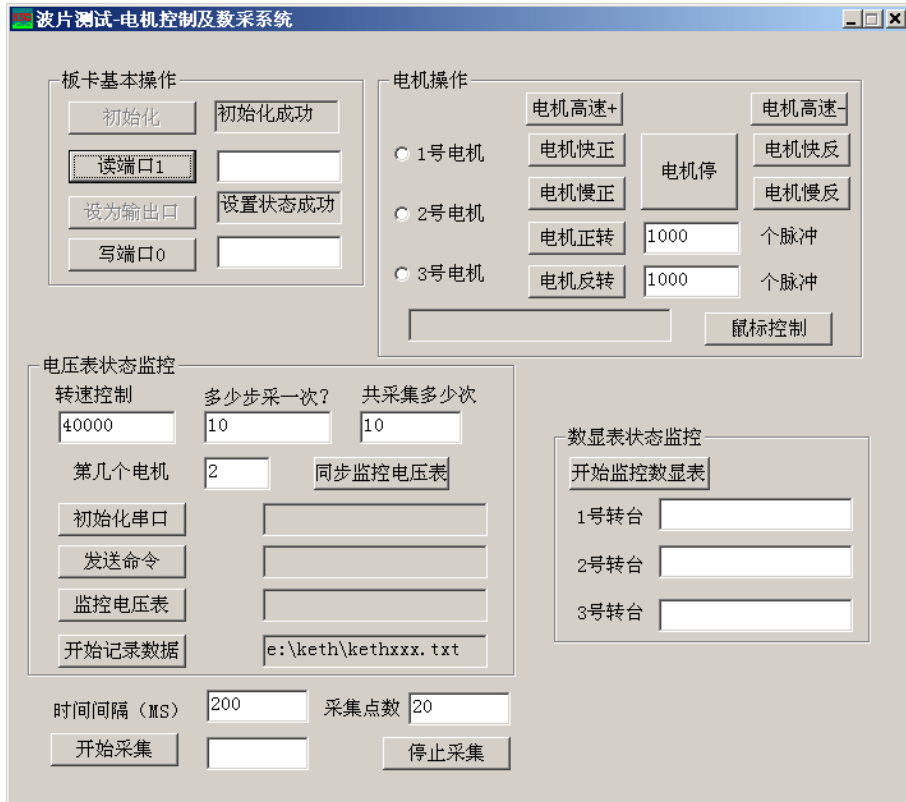 波片测试-电机控制及数采系统
板卡基本操作
初始化 初始化成功
读端口1
设为输出口 设置状态成功
写端口0
电机操作
电机高速+ 电机高速-
1号电机 电机快正 电机停 电机快反
电机慢正 电机慢反
2号电机
电机正转 1000 个脉冲
3号电机 电机反转 1000 个脉冲
鼠标控制
电压表状态监控
转速控制 多少步采一次? 共采集多少次
40000 10 10
第几个电机 2 同步监控电压表
初始化串口
发送命令
监控电压表
开始记录数据 e:\keth\kethxxx.txt
数显表状态监控
开始监控数显表
1号转台
2号转台
3号转台
时间间隔（MS） 200 采集点数 20
开始采集 停止采集